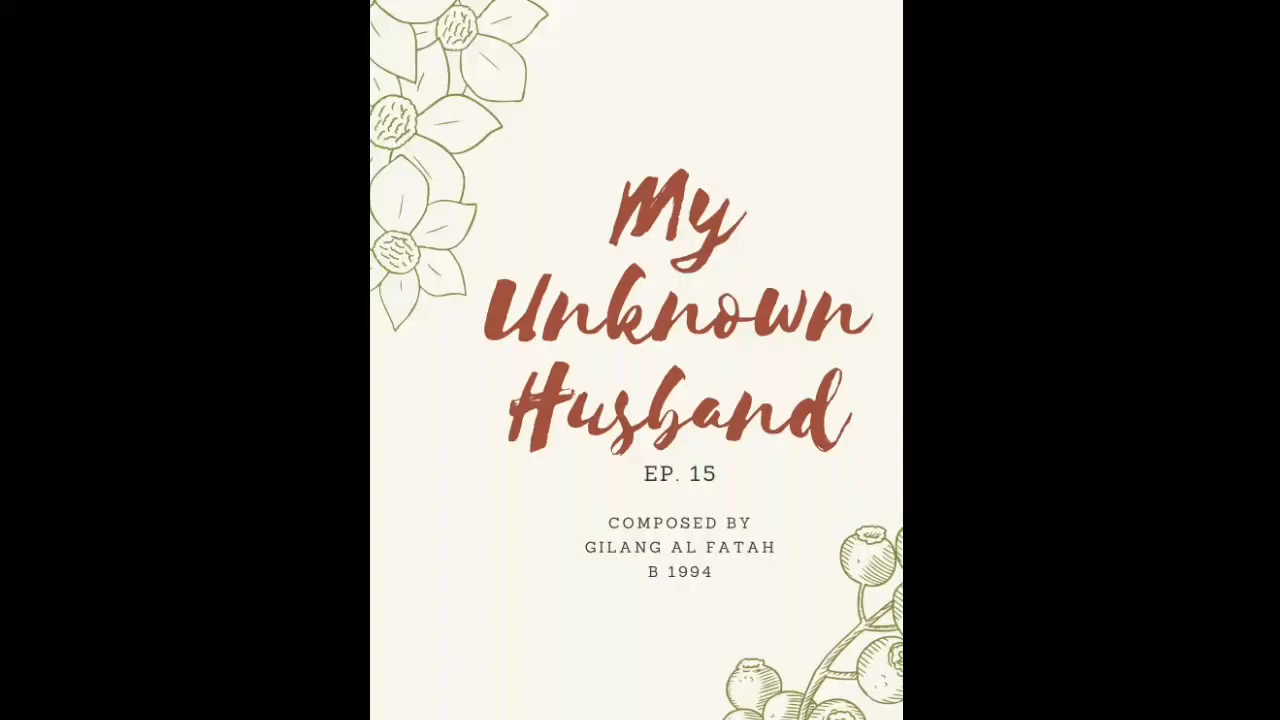 My
Unknown
Husband
EP. 15
COMPOSED BY
GILANG AL FATAH
B 1994